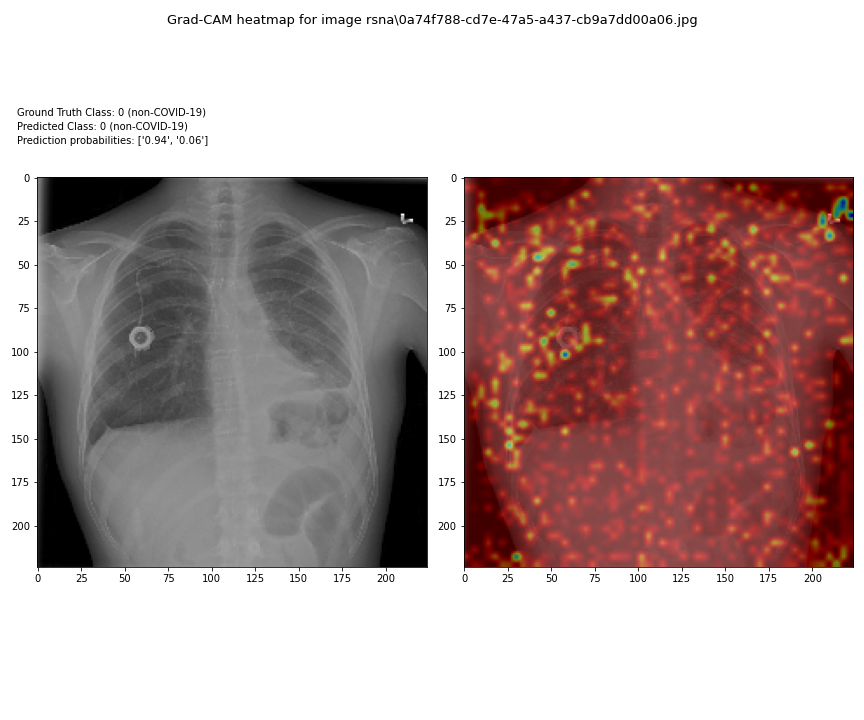 Grad-CAM heatmap for image rsna\0a74f788-cd7e-47a5-a437-cb9a7dd00a06.jpg
Ground Truth Class: 0 (non-COVID-19)
Predicted Class: 0 (non-COVID-19)
Prediction probabilities: ['0.94', '0.06']
0
25
50
75
100
125
150
175
200
0 25 50 75 100 125 150 175 200
L
0
25
50
75
100
125
150
175
200
0 25 50 75 100 125 150 175 200